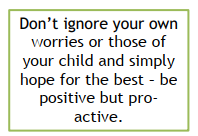 Don't ignore your own
worries or those of
your child and simply
hope for the best – be
positive but pro-
active.